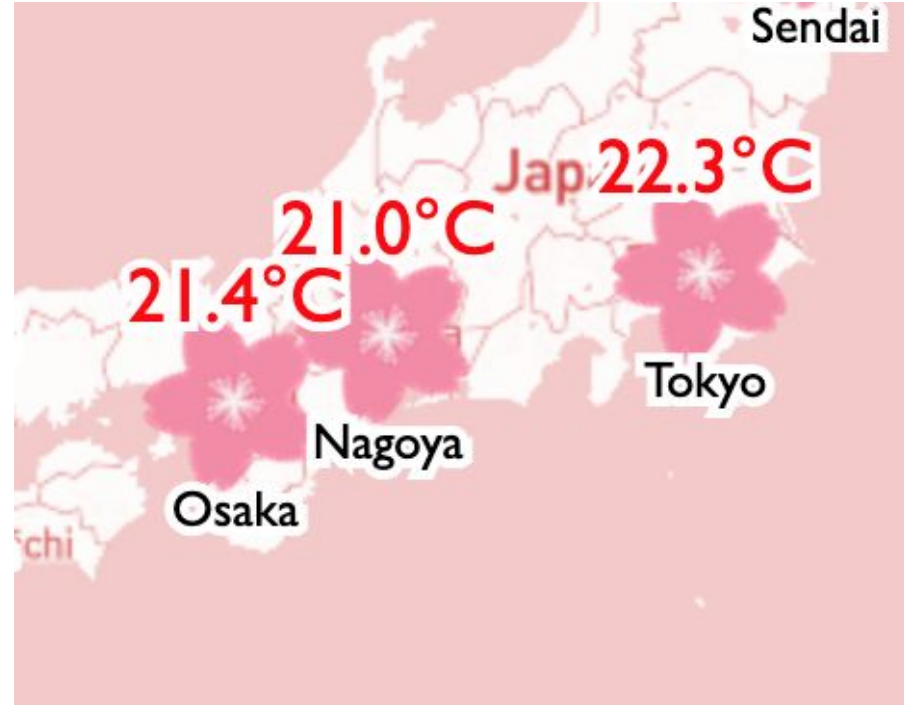 Sendai
Jap
22.3°C
21.0°C
21.4°C
Tokyo
Nagoya
Osaka
chi